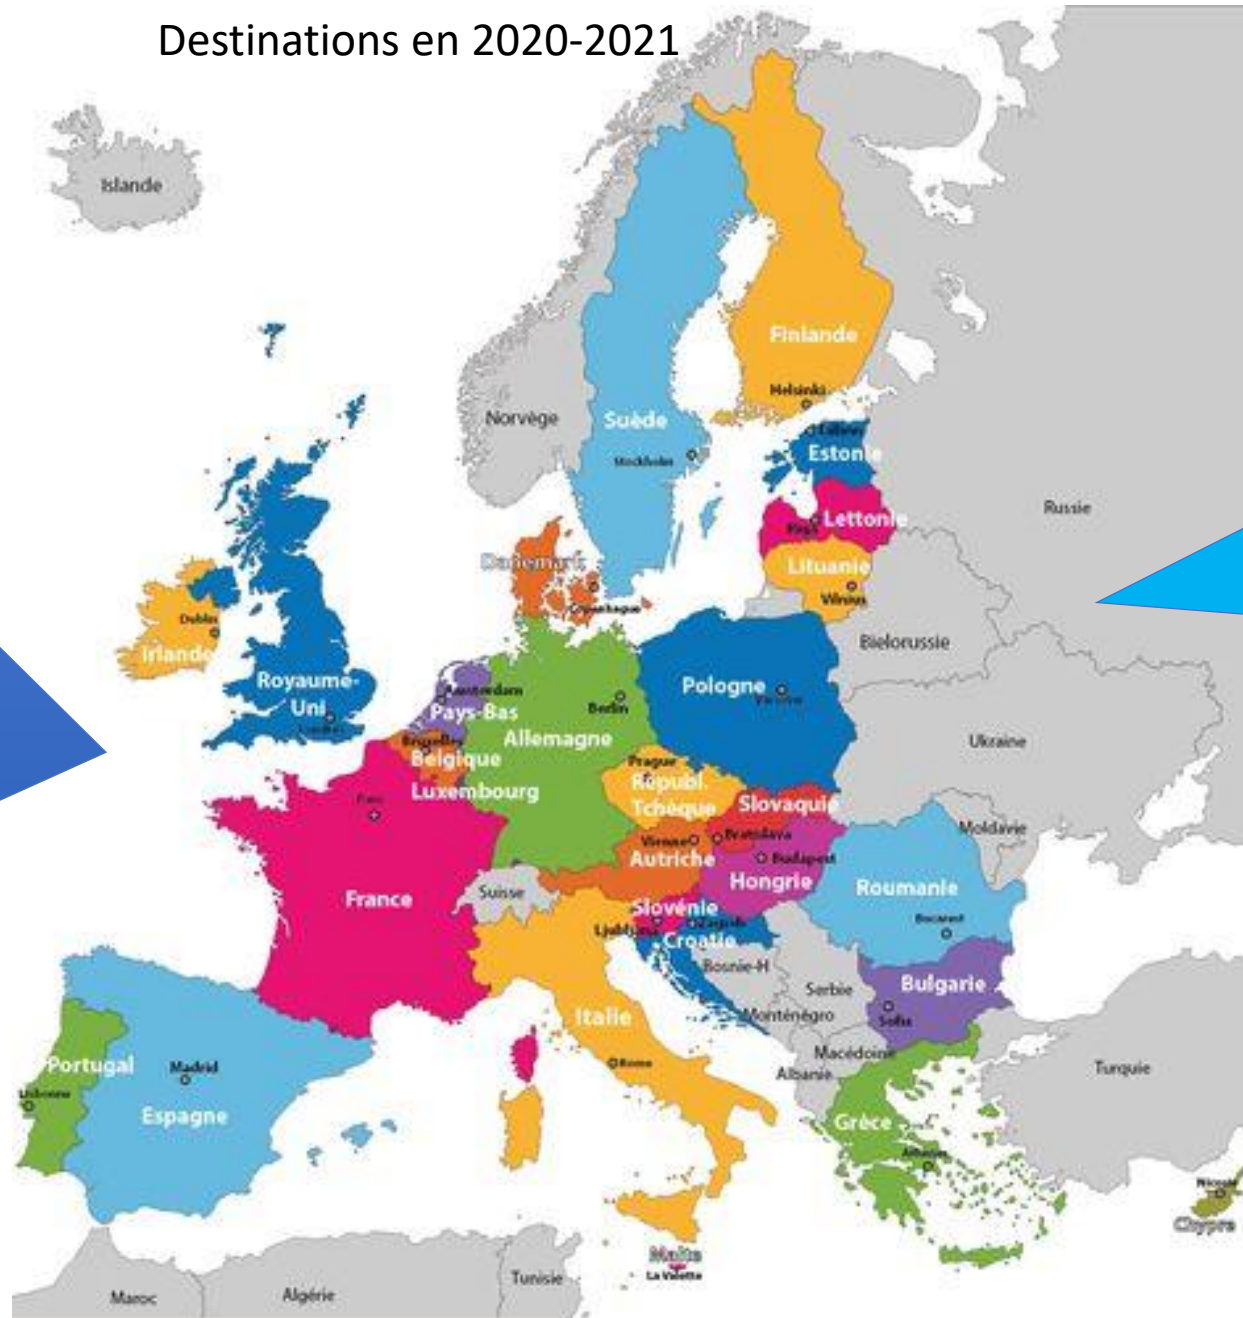 Destinations en 2020-2021
Islande
Finlande
Helsinki
Norvège
Suède
Stockholm
Tallinn
Estonie
Russie
Riga
Lettonie
Danemark
Lituanie
Copenhague
Vilnius
Dublin
Irlande
Bielorussie
Royaume-
Uni
Amsterdam
Pays-Bas
Berlin
Pologne
Varsovie
Allemagne
Ukraine
Bruxelles
Belgique
Prague
Républ.
Tchèque
Luxembourg
Slovaquie
Paris
Moldavie
Vienne
Bratislava
Autriche
Budapest
Hongrie
Suisse
France
Roumanie
Slovénie
Bucarest
Ljubljana
Zagreb
Croatie
Bosnie-H
Bulgarie
Serbie
Italie
Monténégro
Sofia
Macédoine
Portugal
Madrid
Rome
Albanie
Turquie
Lisbonne
Espagne
Grèce
Athènes
Nicosie
Chypre
Malte
La Valette
Tunisie
Maroc
Algérie